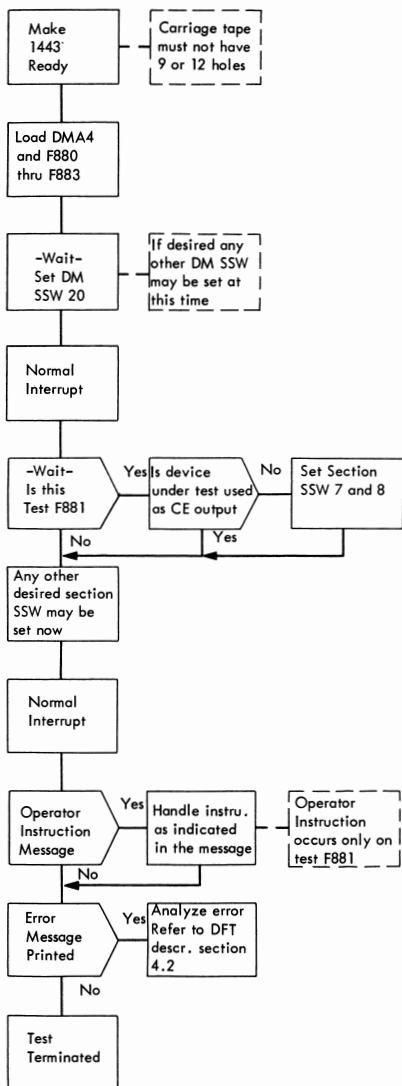 Make
1443
Ready
Carriage tape
must not have
9 or 12 holes
Load DMA4
and F880
thru F883
-Wait-
Set DM
SSW 20
If desired any
other DM SSW
may be set at
this time
Normal
Interrupt
-Wait-
Is this
Test F881
Yes
Is device
under test used
as CE output
No
Set Section
SSW 7 and 8
No
Yes
Any other
desired section
SSW may be
set now
Normal
Interrupt
Operator
Instruction
Message
Yes
Handle instru.
as indicated
in the message
Operator
Instruction
occurs only on
test F881
No
Error
Message
Printed
Yes
Analyze error
Refer to DFT
descr. section
4.2
No
Test
Terminated